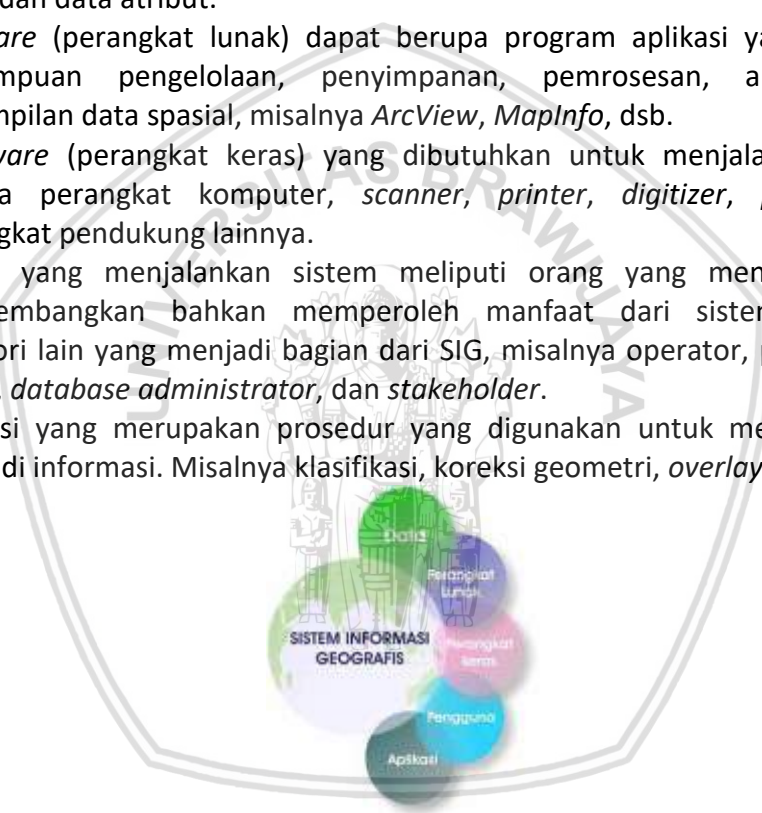 dan data atribut.
are (perangkat lunak) dapat berupa program aplikasi ya
mpuan pengelolaan, penyimpanan, pemrosesan, a
mpilan data spasial, misalnya ArcView, MapInfo, dsb.
vare (perangkat keras) yang dibutuhkan untuk menjala
a perangkat komputer, scanner, printer, digitizer, p
gkat pendukung lainnya.
yang menjalankan sistem meliputi orang yang men
embangkan bahkan memperoleh manfaat dari sister
ori lain yang menjadi bagian dari SIG, misalnya operator, p
, database administrator, dan stakeholder.
si yang merupakan prosedur yang digunakan untuk me
di informasi. Misalnya klasifikasi, koreksi geometri, overlay
UNIVERSITAS BRAWIJAYA
Data
Perangkat
Lunak
SISTEM INFORMASI
GEOGRAFIS
Perangkat
keras
Pengguna
Aplikasi